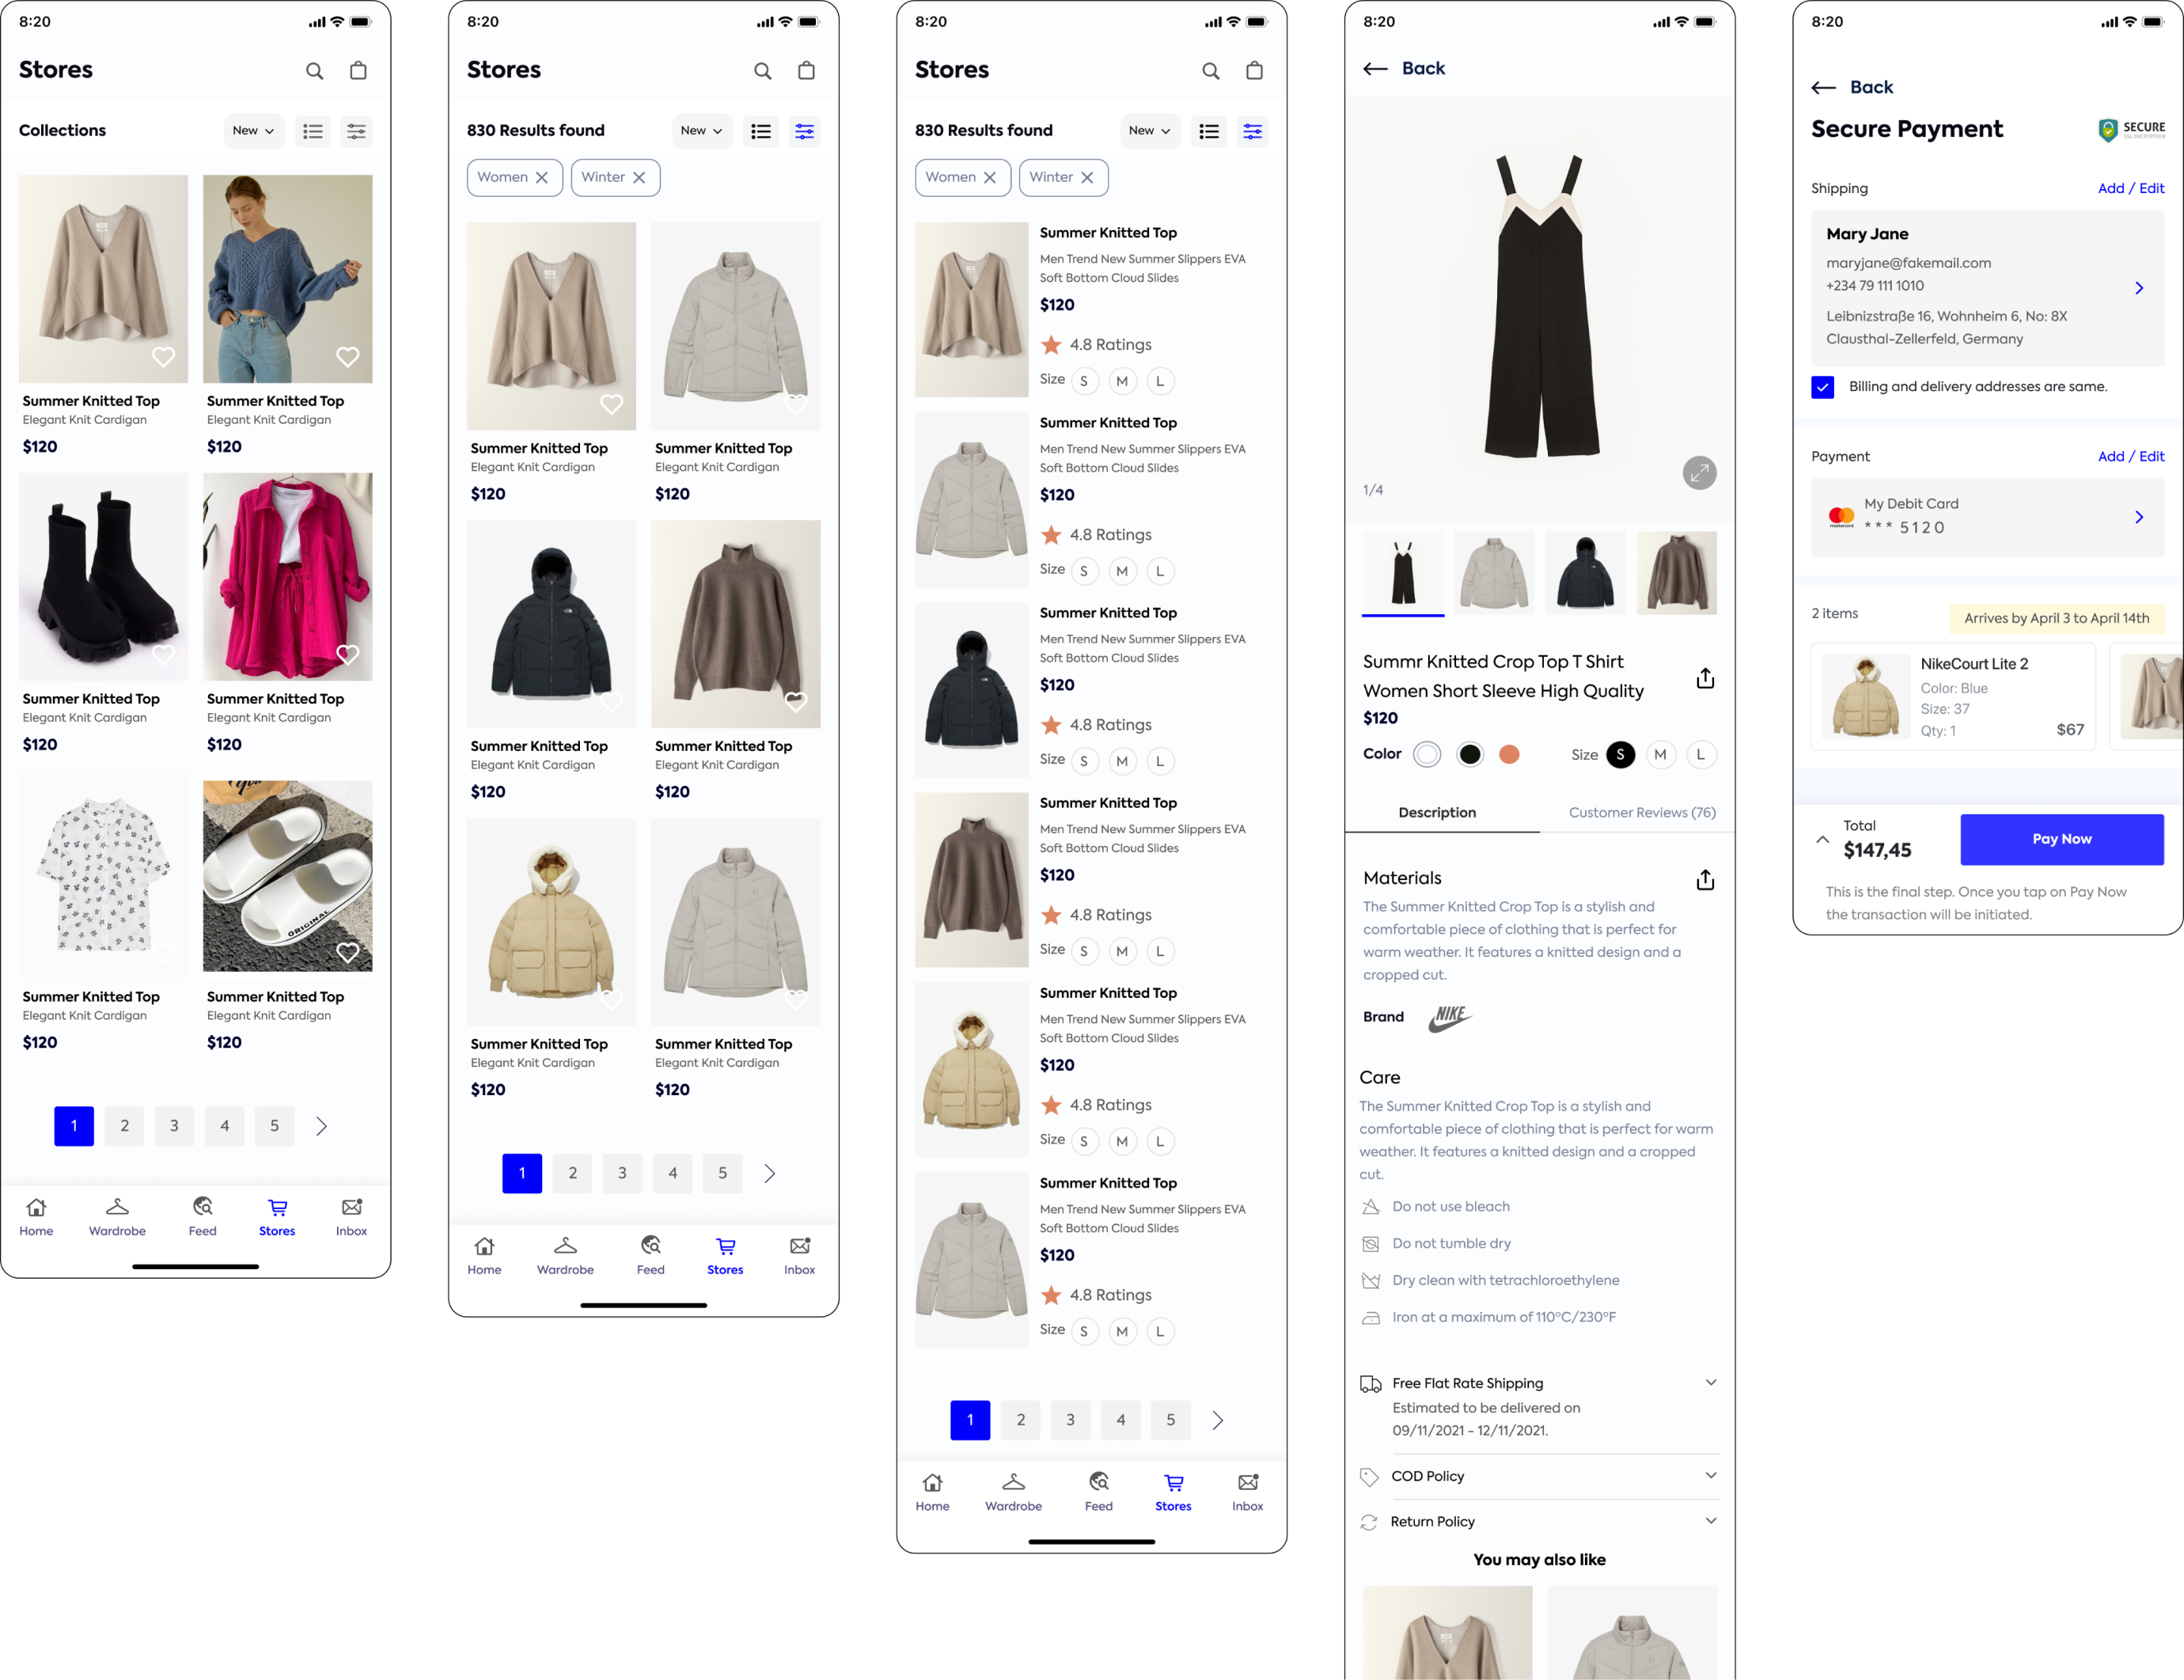 8:20
Stores
Collections
New
Summer Knitted Top
Elegant Knit Cardigan
$120
Summer Knitted Top
Elegant Knit Cardigan
$120
Summer Knitted Top
Elegant Knit Cardigan
$120
Summer Knitted Top
Elegant Knit Cardigan
$120
ORIGINAL
Summer Knitted Top
Elegant Knit Cardigan
$120
Summer Knitted Top
Elegant Knit Cardigan
$120
1 2 3 4 5
Home Wardrobe Feed Stores Inbox
8:20
Stores
830 Results found
New
Women Winter
Summer Knitted Top
Elegant Knit Cardigan
$120
Summer Knitted Top
Elegant Knit Cardigan
$120
Summer Knitted Top
Elegant Knit Cardigan
$120
Summer Knitted Top
Elegant Knit Cardigan
$120
Summer Knitted Top
Elegant Knit Cardigan
$120
Summer Knitted Top
Elegant Knit Cardigan
$120
1 2 3 4 5
Home Wardrobe Feed Stores Inbox
8:20
Stores
830 Results found
New
Women Winter
Summer Knitted Top
Men Trend New Summer Slippers EVA
Soft Bottom Cloud Slides
$120
4.8 Ratings
Size S M L
Summer Knitted Top
Men Trend New Summer Slippers EVA
Soft Bottom Cloud Slides
$120
4.8 Ratings
Size S M L
Summer Knitted Top
Men Trend New Summer Slippers EVA
Soft Bottom Cloud Slides
$120
4.8 Ratings
Size S M L
Summer Knitted Top
Men Trend New Summer Slippers EVA
Soft Bottom Cloud Slides
$120
4.8 Ratings
Size S M L
Summer Knitted Top
Men Trend New Summer Slippers EVA
Soft Bottom Cloud Slides
$120
4.8 Ratings
Size S M L
Summer Knitted Top
Men Trend New Summer Slippers EVA
Soft Bottom Cloud Slides
$120
4.8 Ratings
Size S M L
1 2 3 4 5
Home Wardrobe Feed Stores Inbox
8:20
Back
1/4
Summr Knitted Crop Top T Shirt
Women Short Sleeve High Quality
$120
Color Size S M L
Description Customer Reviews (76)
Materials
The Summer Knitted Crop Top is a stylish and
comfortable piece of clothing that is perfect for
warm weather. It features a knitted design and a
cropped cut.
Brand NIKE
Care
The Summer Knitted Crop Top is a stylish and
comfortable piece of clothing that is perfect for warm
weather. It features a knitted design and a cropped
cut.
Do not use bleach
Do not tumble dry
Dry clean with tetrachloroethylene
Iron at a maximum of 110°C/230°F
Free Flat Rate Shipping
Estimated to be delivered on
09/11/2021 - 12/11/2021.
COD Policy
Return Policy
You may also like
8:20
Back
Secure Payment
SECURE
SSL ENCRYPTION
Shipping Add / Edit
Mary Jane
maryjane@fakemail.com
+234 79 111 1010
Leibnizstraße 16, Wohnheim 6, No: 8X
Clausthal-Zellerfeld, Germany
Billing and delivery addresses are same.
Payment Add / Edit
My Debit Card
mastercard
* * * 5 1 2 0
2 items
Arrives by April 3 to April 14th
NikeCourt Lite 2
Color: Blue
Size: 37
Qty: 1
$67
Total
$147,45
Pay Now
This is the final step. Once you tap on Pay Now
the transaction will be initiated.